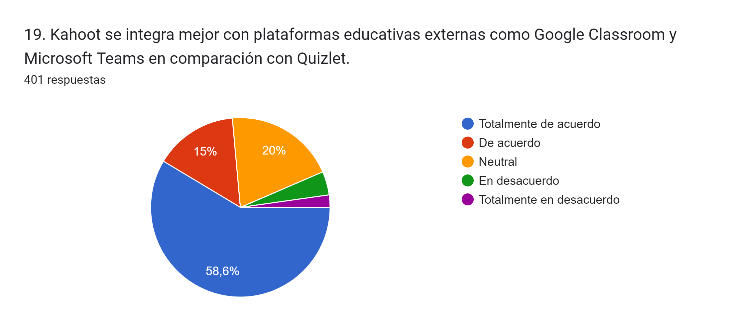 19. Kahoot se integra mejor con plataformas educativas externas como Google Classroom y
Microsoft Teams en comparación con Quizlet.
401 respuestas
Totalmente de acuerdo
De acuerdo
Neutral
En desacuerdo
Totalmente en desacuerdo
15%
20%
58,6%